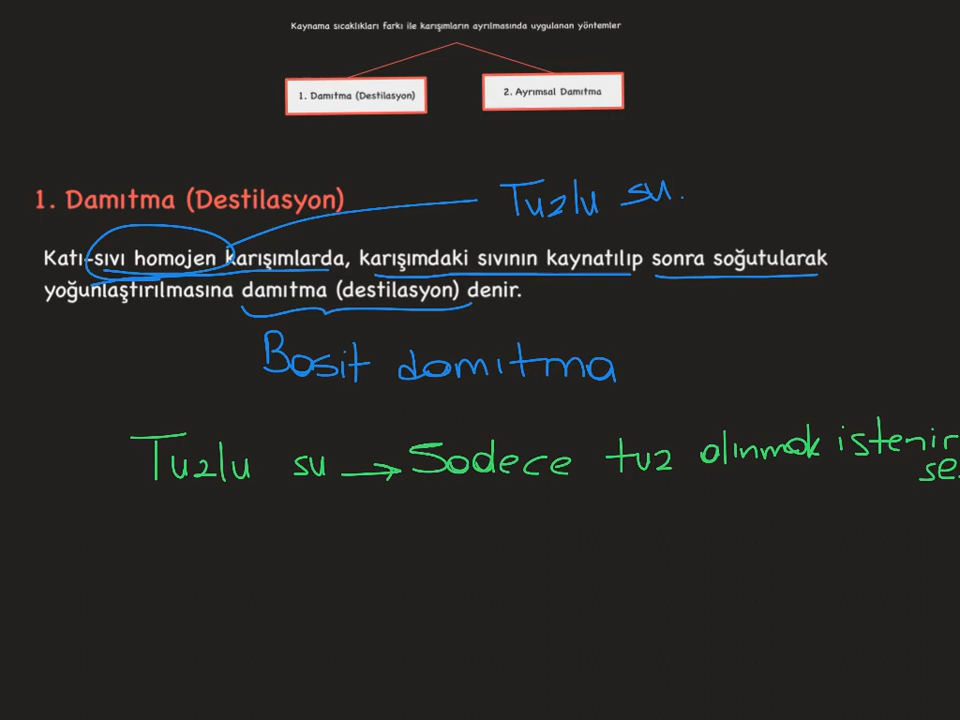 Kaynama sıcaklıkları farkı ile karışımların ayrılmasında uygulanan yöntemler
1. Damıtma (Destilasyon)
2. Ayrımsal Damıtma
1. Damıtma (Destilasyon)
Tuzlu su.
Katı-sıvı homojen karışımlarda, karışımdaki sıvının kaynatılıp sonra soğutularak
yoğunlaştırılmasına damıtma (destilasyon) denir.
Basit damıtma
Tuzlu su → Sadece tuz alınmak istenir
se